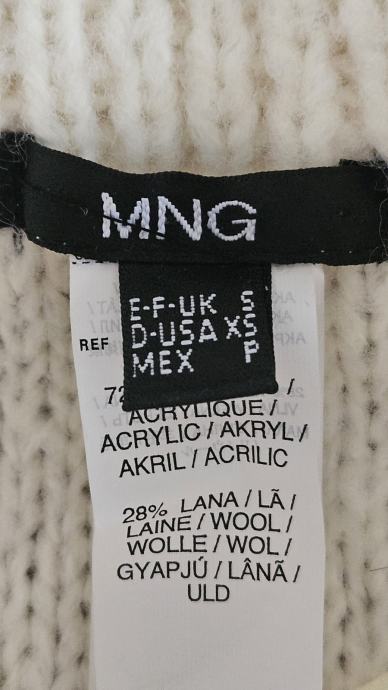 MNG
E-F-UK S
D-USA XS
MEX P
REF
72
ACRYLIQUE /
ACRYLIC / AKRYL /
AKRIL / ACRILIC
28% LANA / LÃ /
LAINE / WOOL /
WOLLE / WOL /
GYAPJÚ / LÂNĂ /
ULD